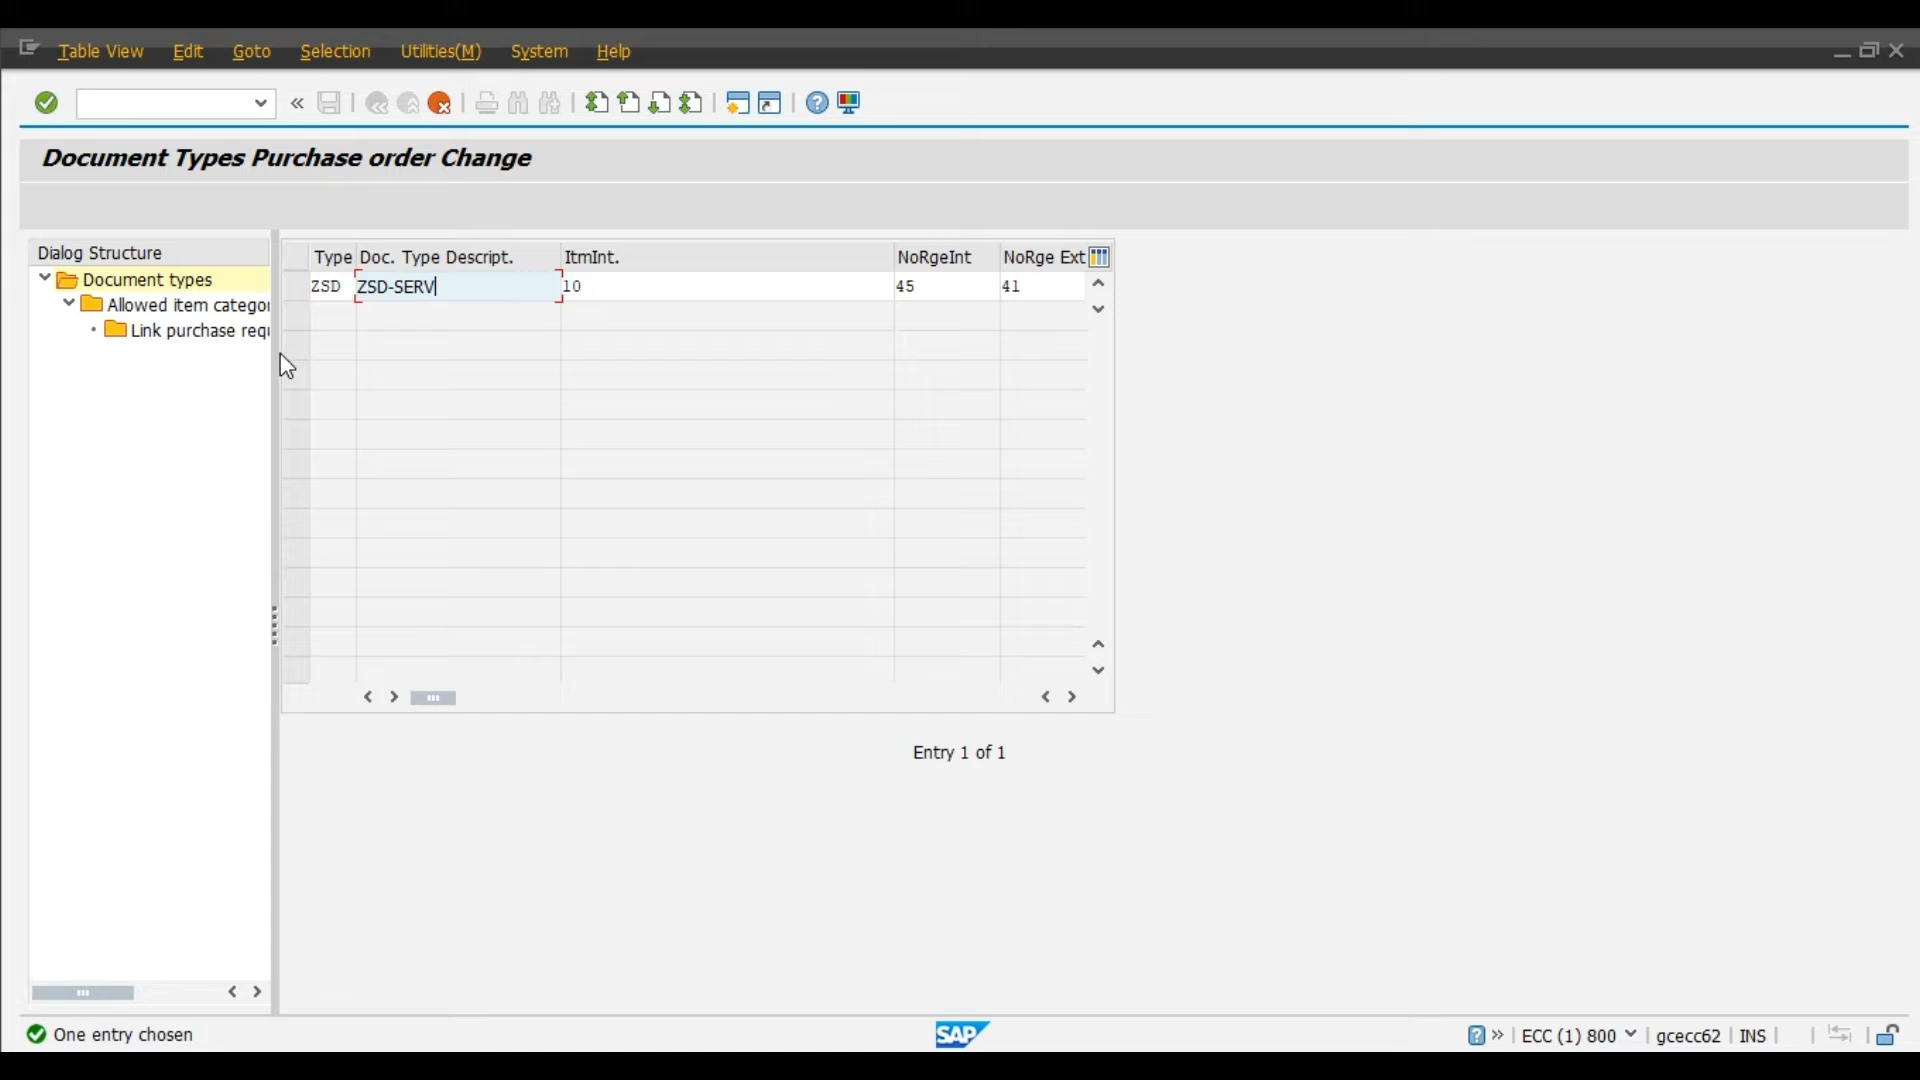 Table View Edit Goto Selection Utilities(M) System Help
Document Types Purchase order Change
Dialog Structure
Document types
Allowed item categor
Link purchase requ
Type Doc. Type Descript. ItmInt. NoRgeInt NoRge Ext
ZSD ZSD-SERV 10 45 41
Entry 1 of 1
One entry chosen
SAP
ECC (1) 800 gcecc62 INS